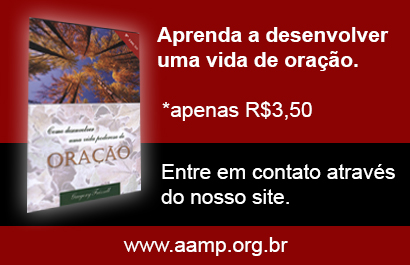 Aprenda a desenvolver
uma vida de oração.
*apenas R$3,50
Como desenvolver
uma vida poderosa de
ORAÇÃO
Entre em contato através
do nosso site.
www.aamp.org.br